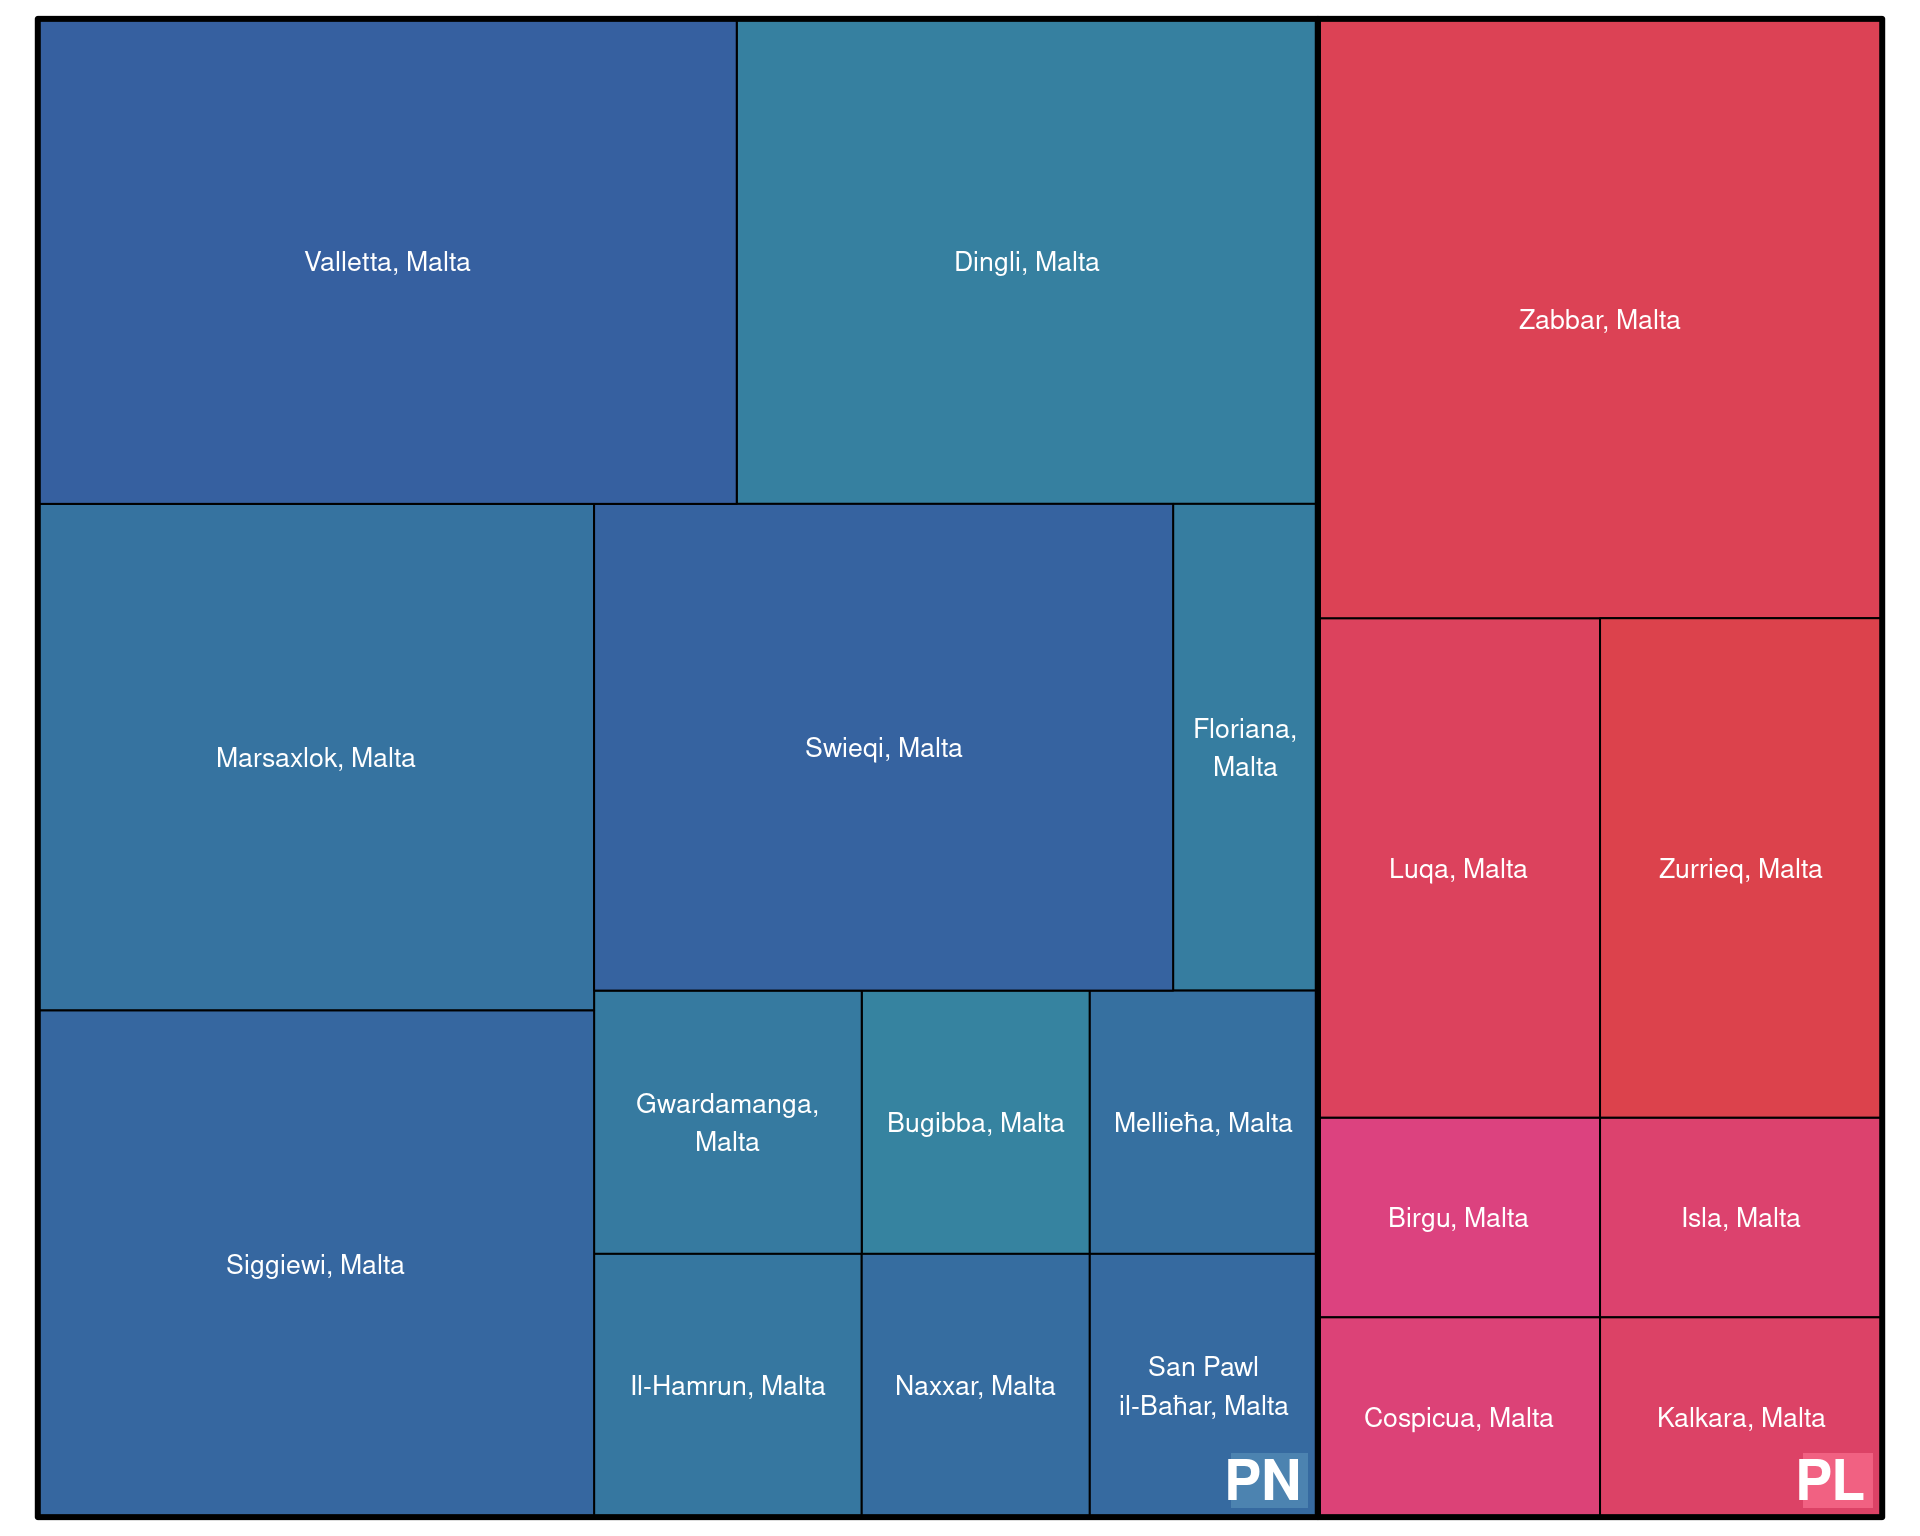 Valletta, Malta
Dingli, Malta
Zabbar, Malta
Marsaxlok, Malta
Swieqi, Malta
Floriana,
Malta
Luqa, Malta
Zurrieq, Malta
Gwardamanga,
Malta
Bugibba, Malta
Mellieħa, Malta
Birgu, Malta
Isla, Malta
Siggiewi, Malta
Il-Hamrun, Malta
Naxxar, Malta
San Pawl
il-Baħar, Malta
Cospicua, Malta
Kalkara, Malta
PN
PL